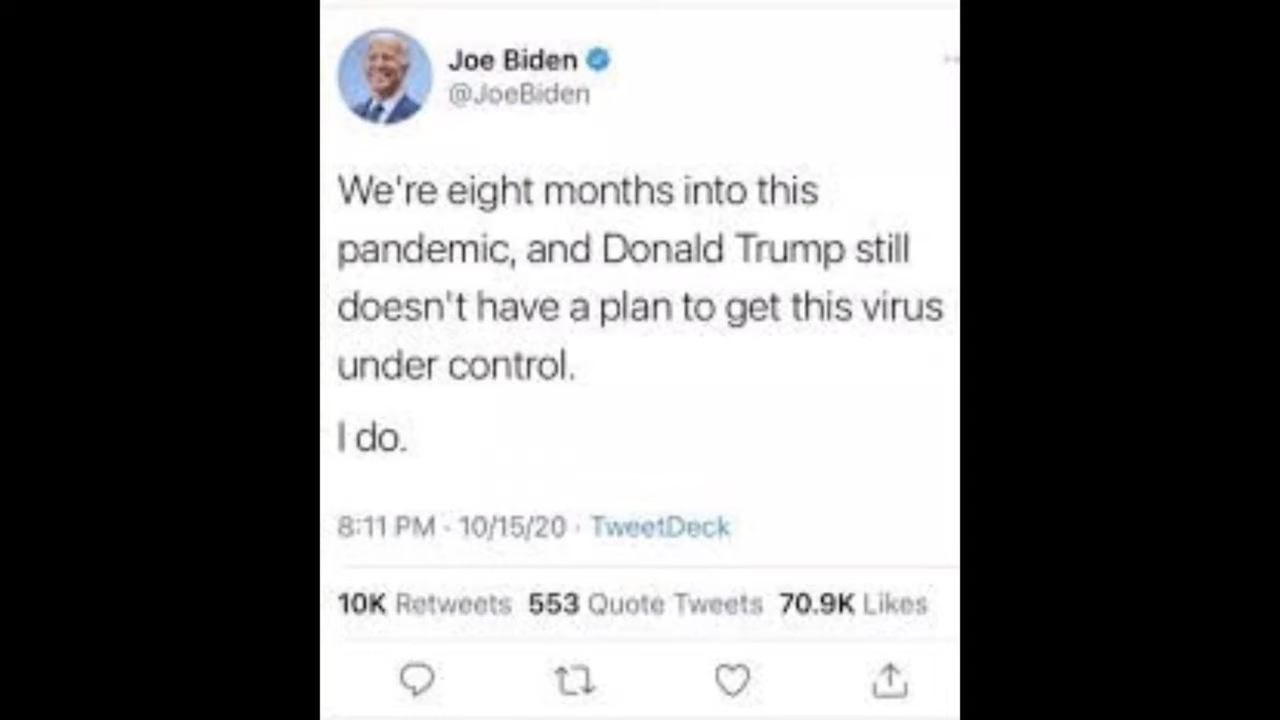 Joe Biden
@JoeBiden
We're eight months into this
pandemic, and Donald Trump still
doesn't have a plan to get this virus
under control.
I do.
8:11 PM · 10/15/20 · TweetDeck
10K Retweets 553 Quote Tweets 70.9K Likes